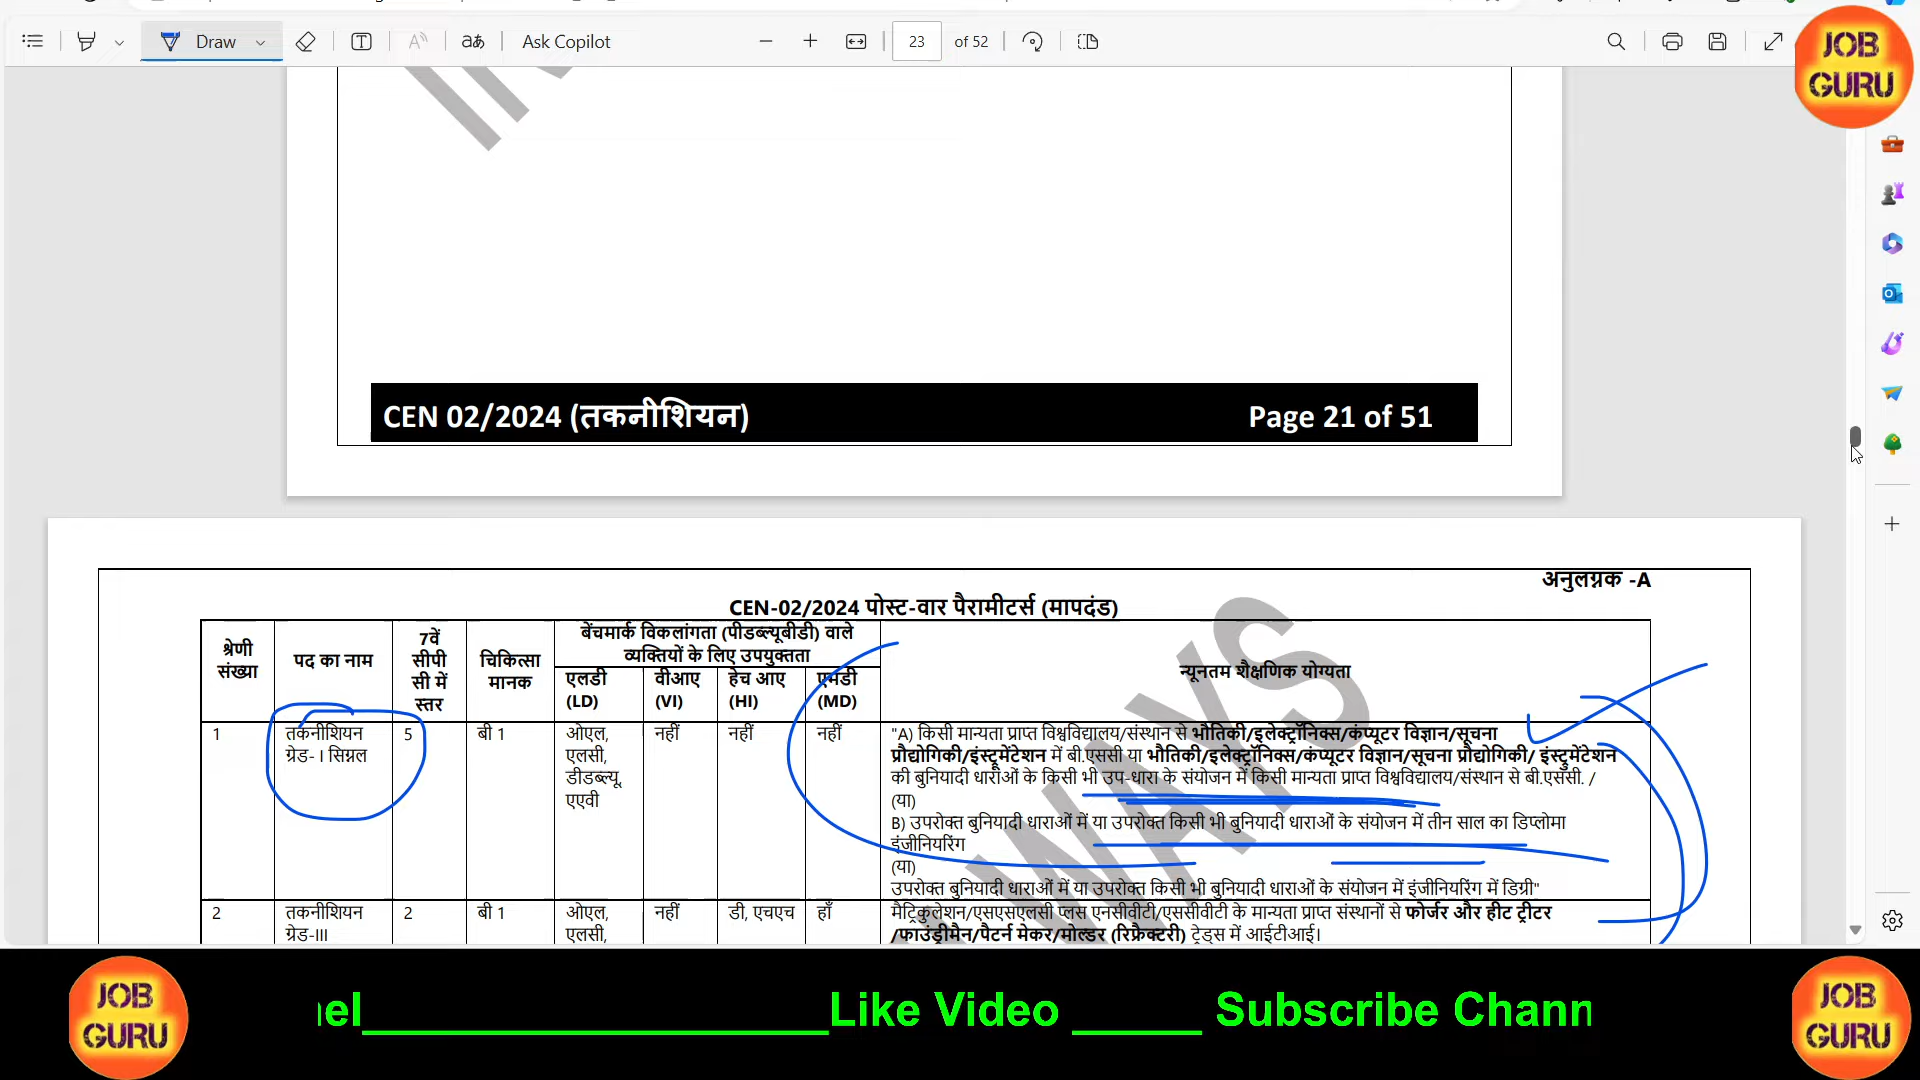 Draw
Ask Copilot
23 of 52
JOB
GURU
CEN 02/2024 (तकनीशियन) Page 21 of 51
अनुलग्नक -A
CEN-02/2024 पोस्ट-वार पैरामीटर्स (मापदंड)
श्रेणी संख्या
पद का नाम
7वें सीपी सी में स्तर
चिकित्सा मानक
बेंचमार्क विकलांगता (पीडब्ल्यूबीडी) वाले
व्यक्तियों के लिए उपयुक्तता
एलडी (LD)
वीआए (VI)
हेच आए (HI)
एमडी (MD)
न्यूनतम शैक्षणिक योग्यता
1
तकनीशियन
ग्रेड- I सिग्नल
5
बी 1
ओएल,
एलसी,
डीडब्ल्यू,
एएवी
नहीं
नहीं
नहीं
"A) किसी मान्यता प्राप्त विश्वविद्यालय/संस्थान से भौतिकी/इलेक्ट्रॉनिक्स/कंप्यूटर विज्ञान/सूचना
प्रौद्योगिकी/इंस्ट्रूमेंटेशन में बी.एससी या भौतिकी/इलेक्ट्रॉनिक्स/कंप्यूटर विज्ञान/सूचना प्रौद्योगिकी/ इंस्ट्रुमेंटेशन
की बुनियादी धाराओं के किसी भी उप-धारा के संयोजन में किसी मान्यता प्राप्त विश्वविद्यालय/संस्थान से बी.एससी. /
(या)
B) उपरोक्त बुनियादी धाराओं में या उपरोक्त किसी भी बुनियादी धाराओं के संयोजन में तीन साल का डिप्लोमा
इंजीनियरिंग
(या)
उपरोक्त बुनियादी धाराओं में या उपरोक्त किसी भी बुनियादी धाराओं के संयोजन में इंजीनियरिंग में डिग्री"
2
तकनीशियन
ग्रेड-III
2
बी 1
ओएल,
एलसी,
नहीं
डी, एचएच
हाँ
मैट्रिकुलेशन/एसएसएलसी प्लस एनसीवीटी/एससीवीटी के मान्यता प्राप्त संस्थानों से फोर्जर और हीट ट्रीटर
/फाउंड्रीमैन/पैटर्न मेकर/मोल्डर (रिफ्रैक्टरी) ट्रेड्स में आईटीआई।
WAYS
JOB
GURU
nel____________________Like Video _____ Subscribe Chann
JOB
GURU